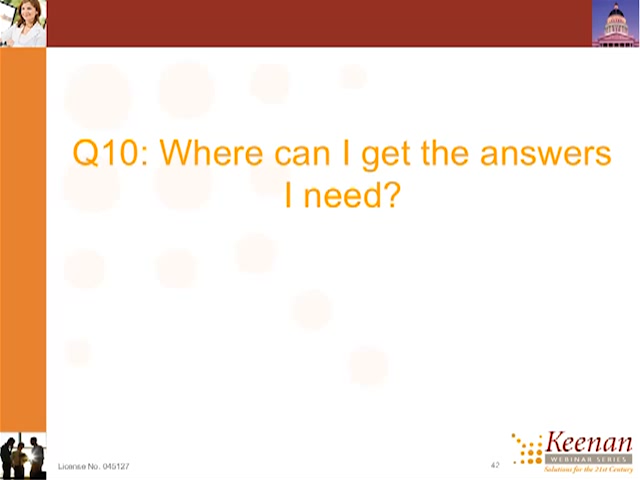 Q10: Where can I get the answers
I need?
License No. 045127
42
Keenan
WEBINAR SERIES
Solutions for the 21st Century